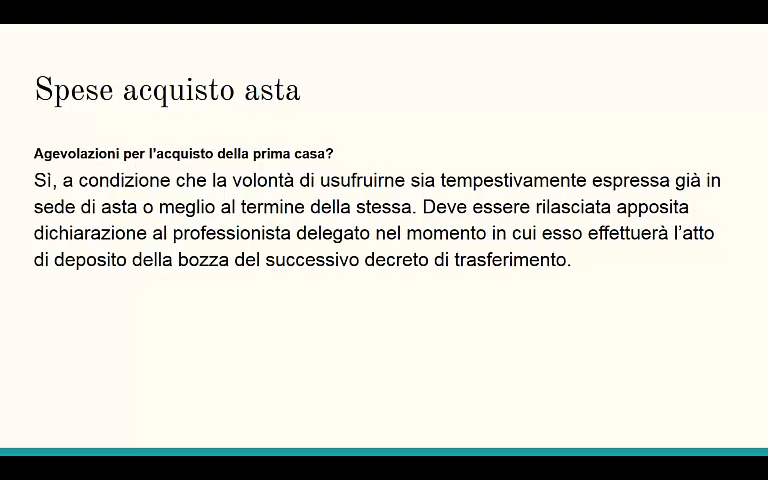 Spese acquisto asta
Agevolazioni per l'acquisto della prima casa?
Sì, a condizione che la volontà di usufruirne sia tempestivamente espressa già in
sede di asta o meglio al termine della stessa. Deve essere rilasciata apposita
dichiarazione al professionista delegato nel momento in cui esso effettuerà l’atto
di deposito della bozza del successivo decreto di trasferimento.